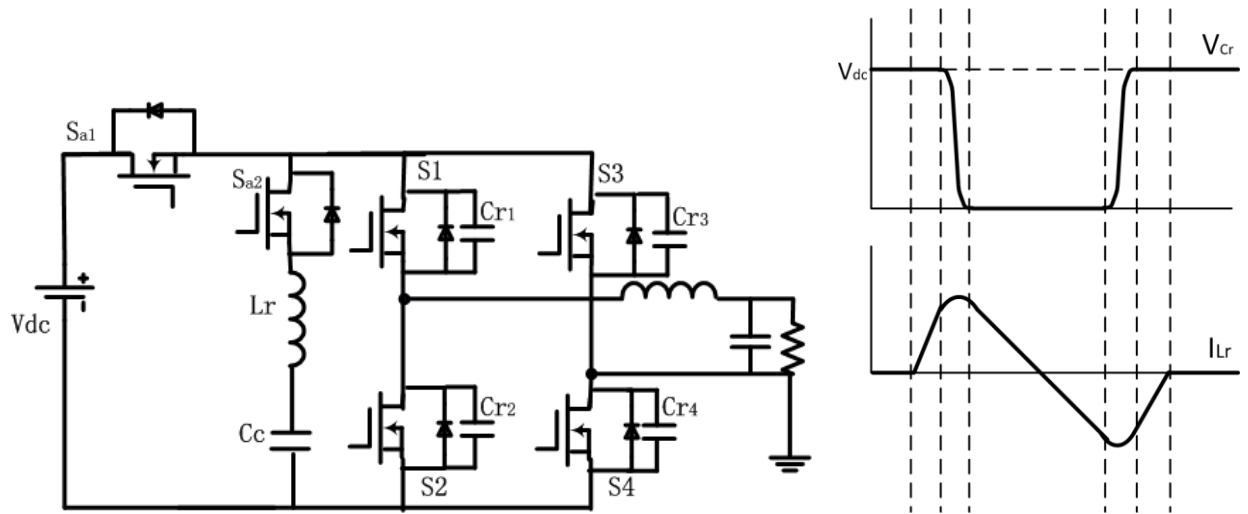 Sa1
Vdc
+
-
Sa2
Lr
Cc
S1
Cr1
S2
Cr2
S3
Cr3
S4
Cr4
VCr
Vdc
ILr